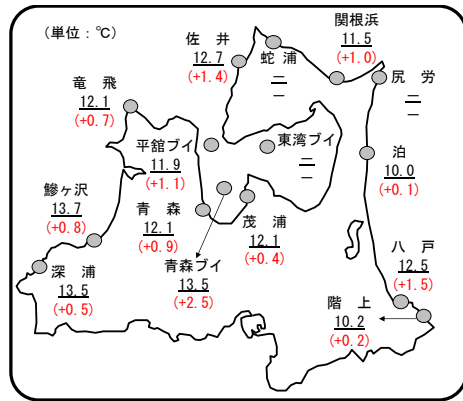 (単位：℃)
関根浜
11.5
(+1.0)
佐 井
12.7
(+1.4)
蛇 浦
—
—
尻 労
—
—
竜 飛
12.1
(+0.7)
平舘ブイ
11.9
(+1.1)
東湾ブイ
—
—
泊
10.0
(+0.1)
鰺ヶ沢
13.7
(+0.8)
青 森
12.1
(+0.9)
茂 浦
12.1
(+0.4)
青森ブイ
13.5
(+2.5)
八 戸
12.5
(+1.5)
深 浦
13.5
(+0.5)
階 上
10.2
(+0.2)